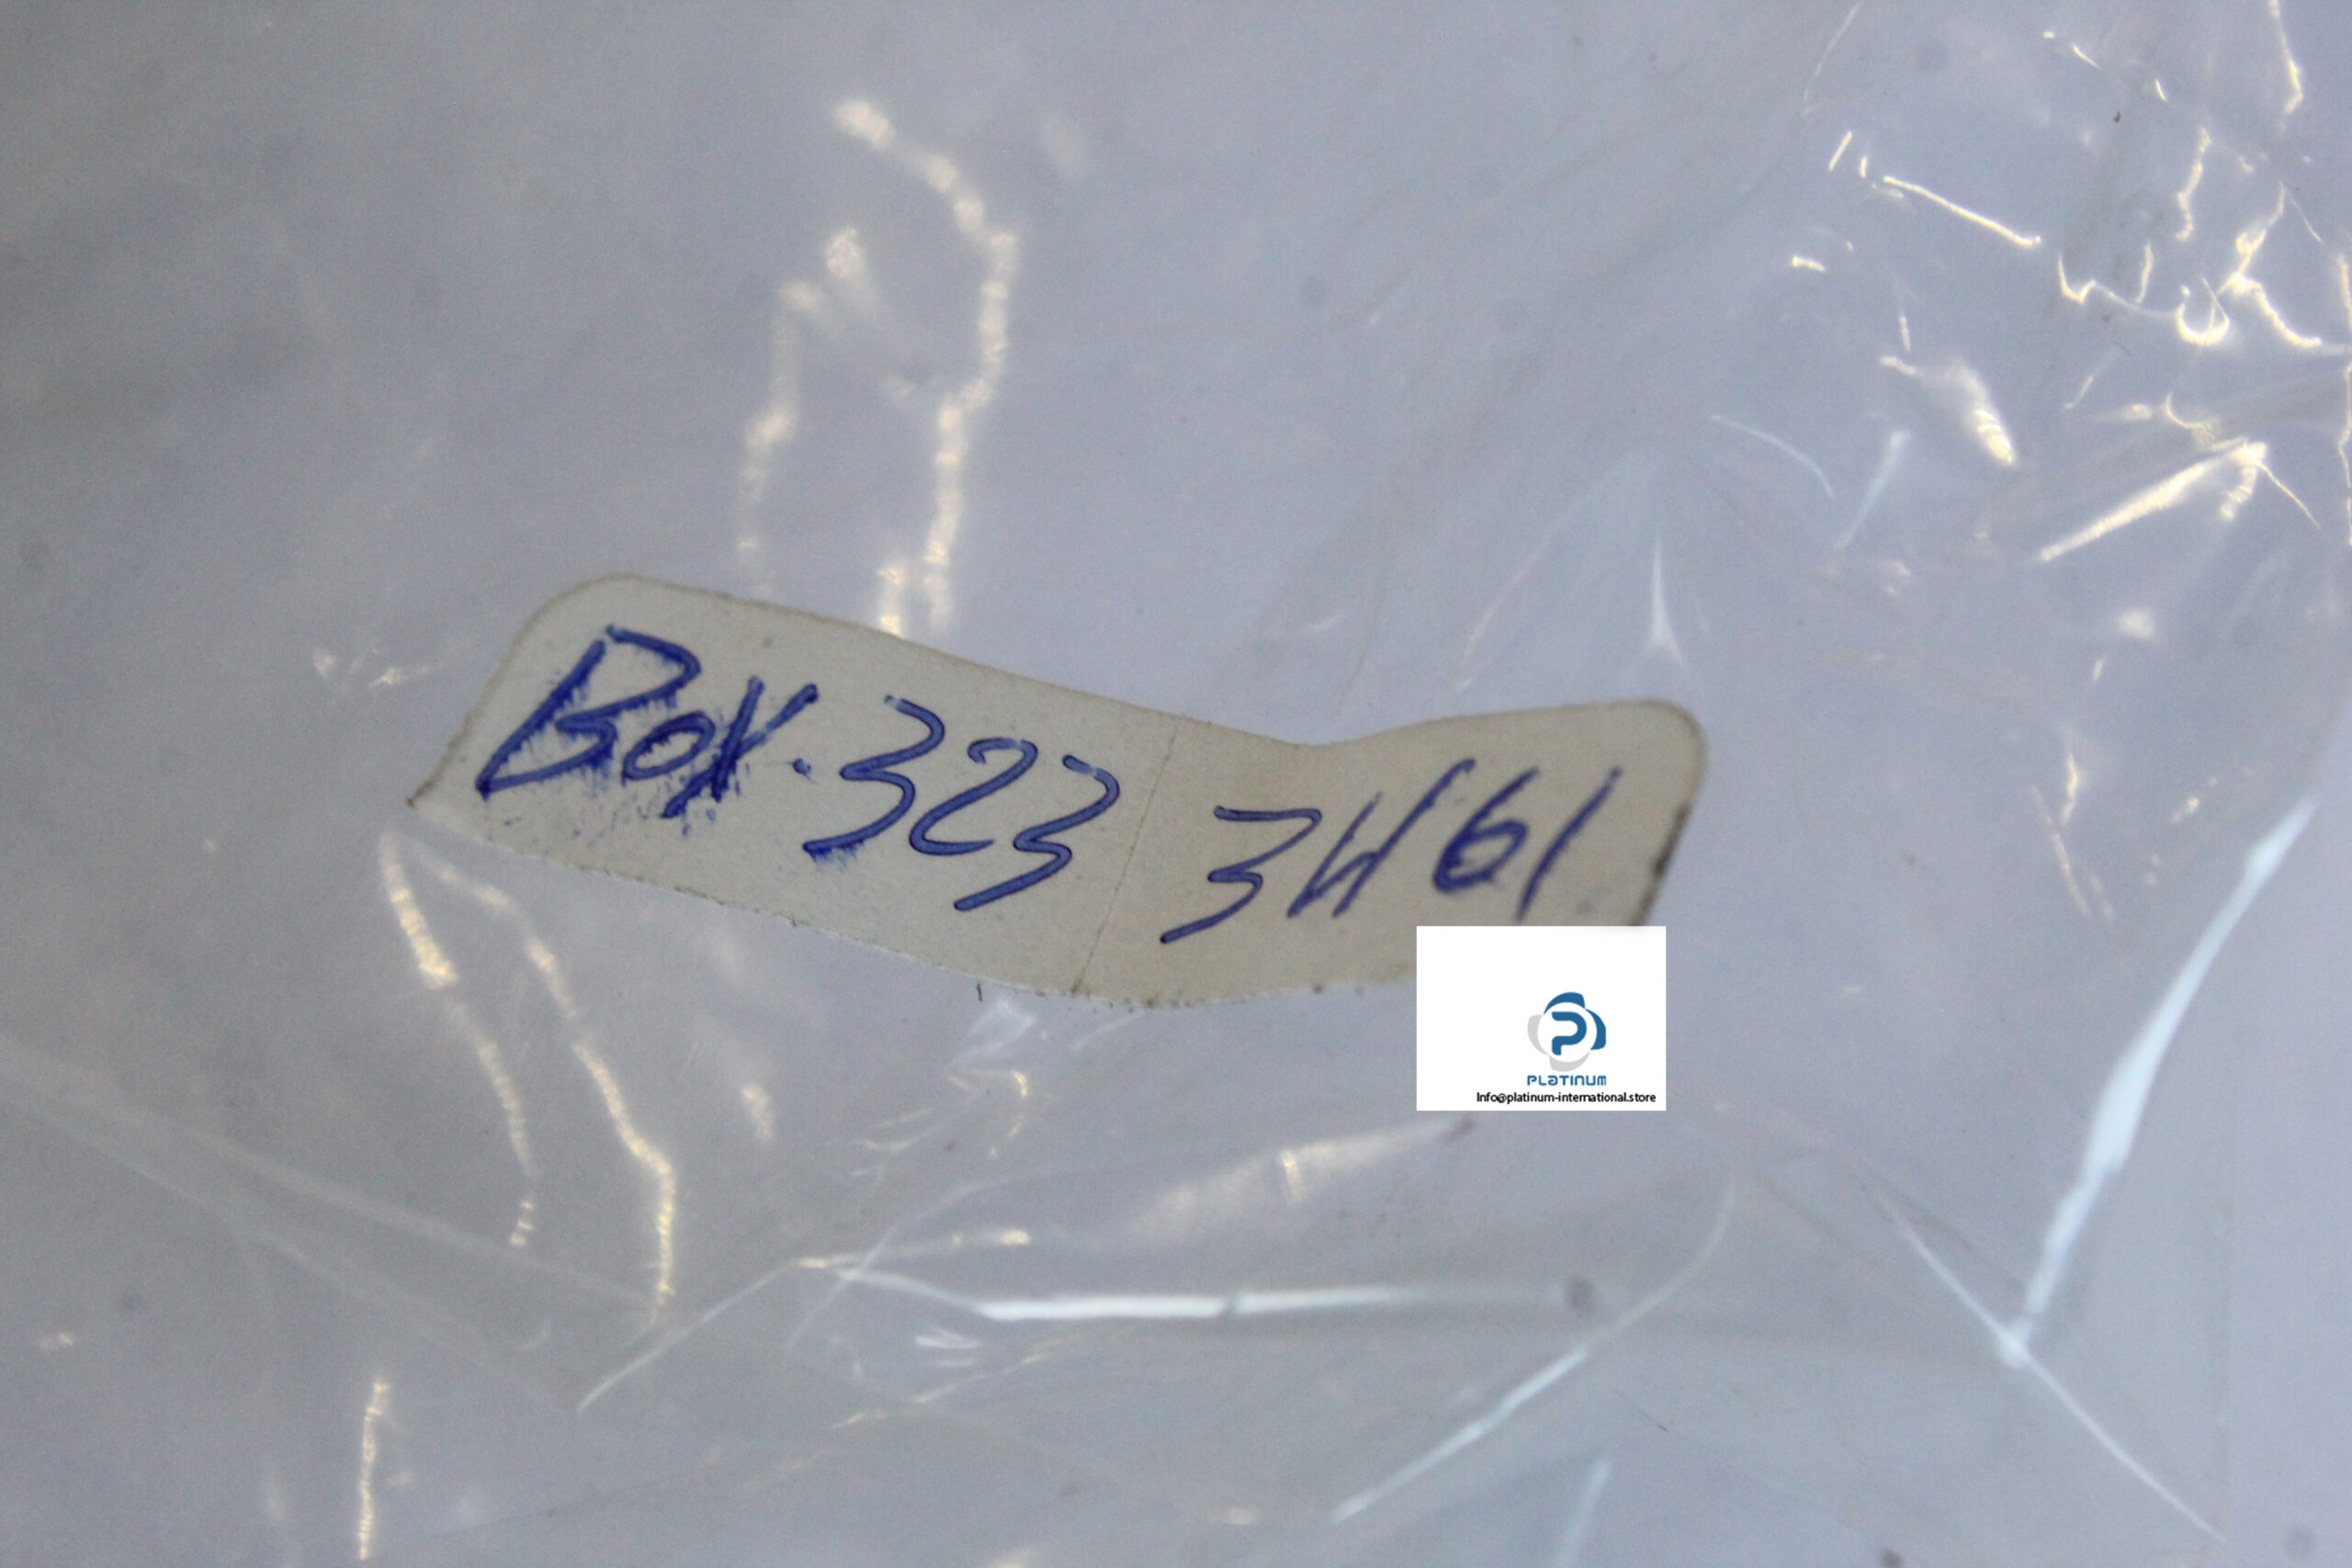 Box.323 3461
PLATINUM
Info@platinum-international.store